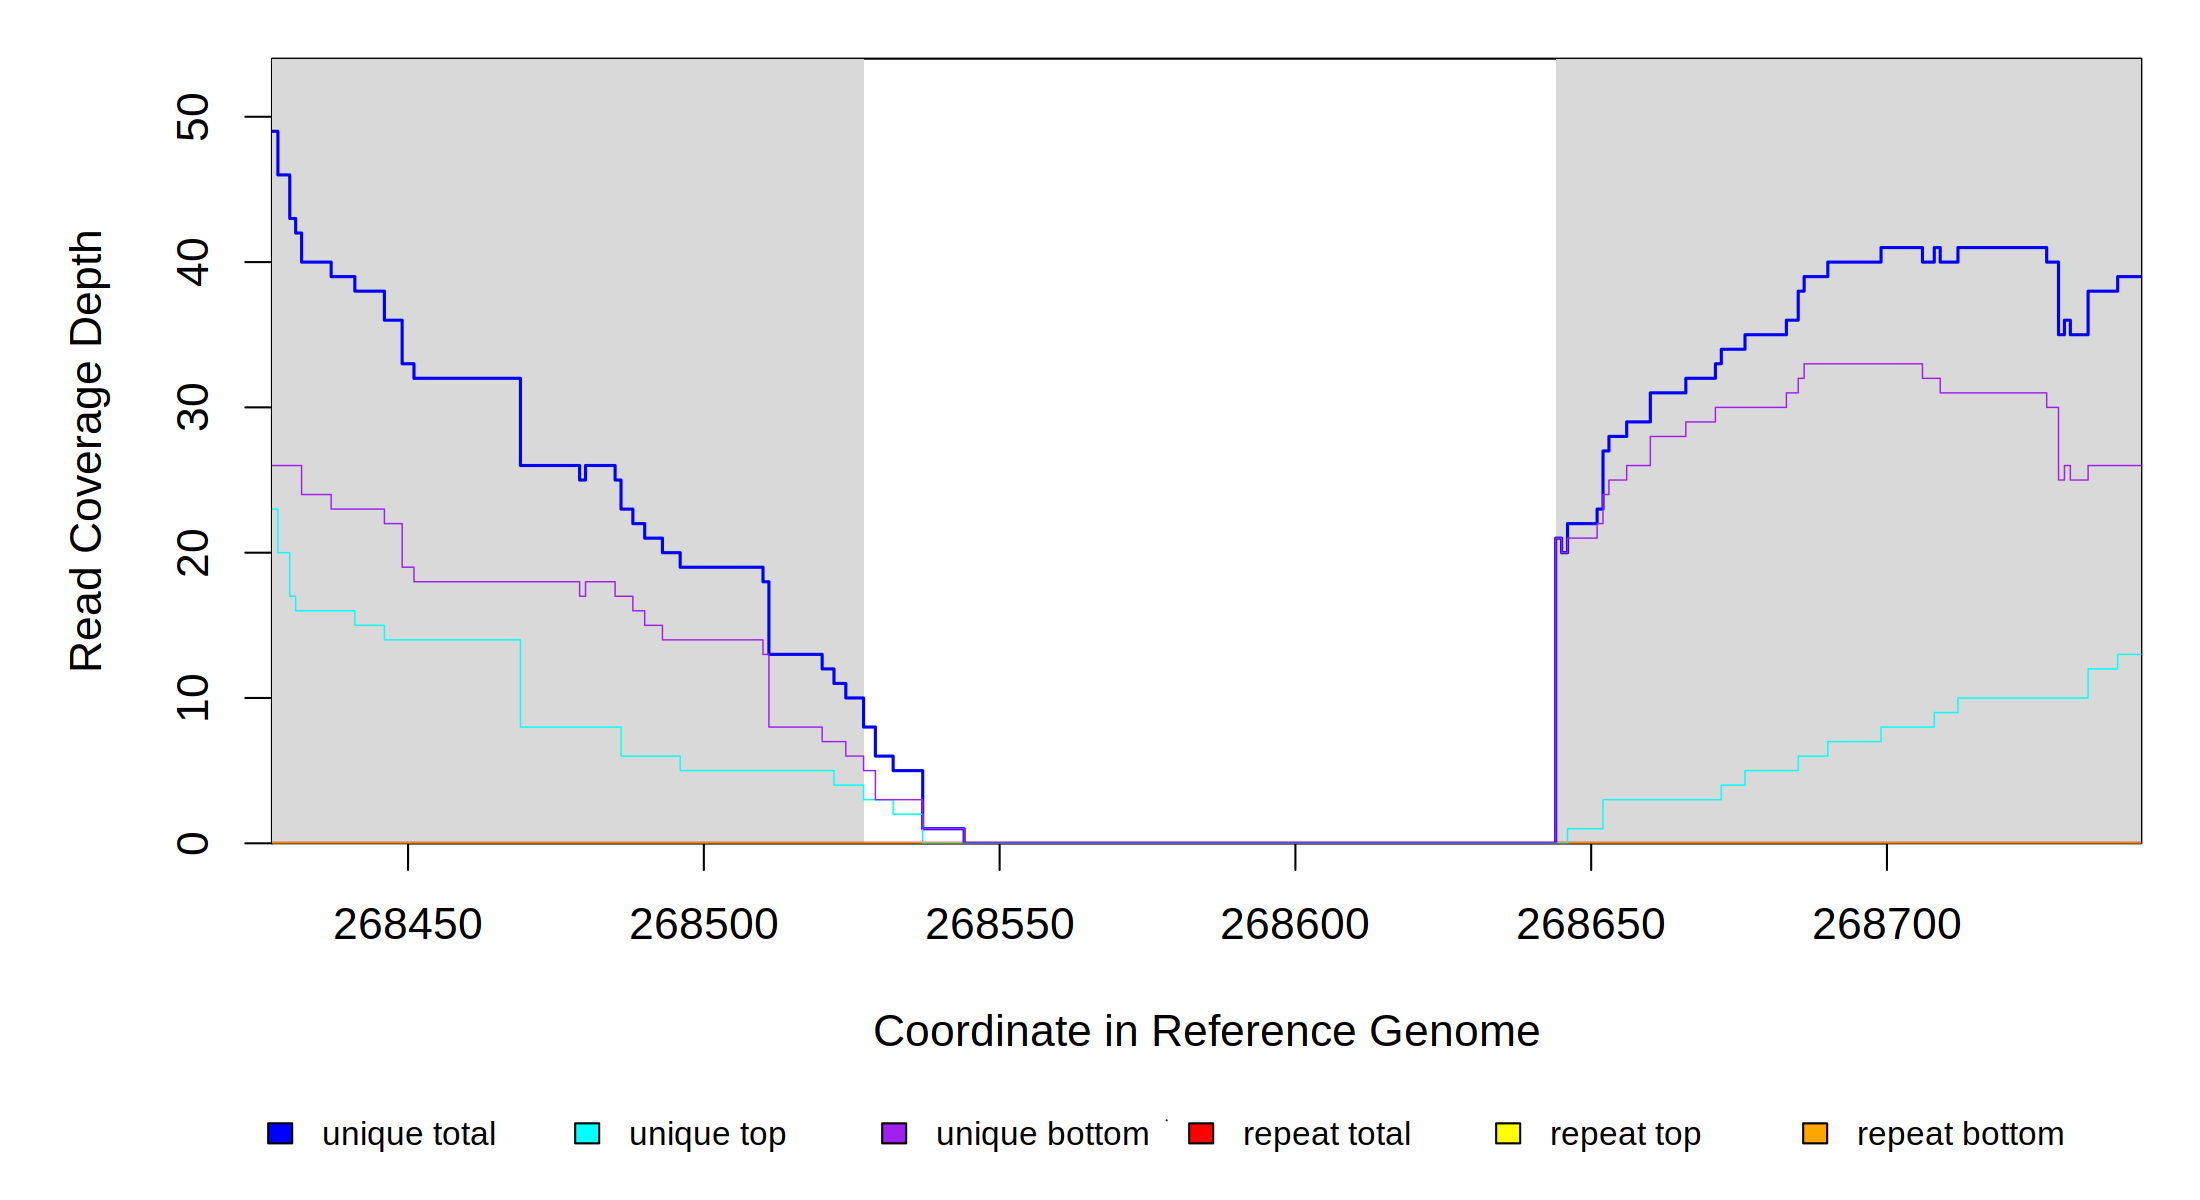 Read Coverage Depth
50
40
30
20
10
0
268450 268500 268550 268600 268650 268700
Coordinate in Reference Genome
unique total unique top unique bottom repeat total repeat top repeat bottom